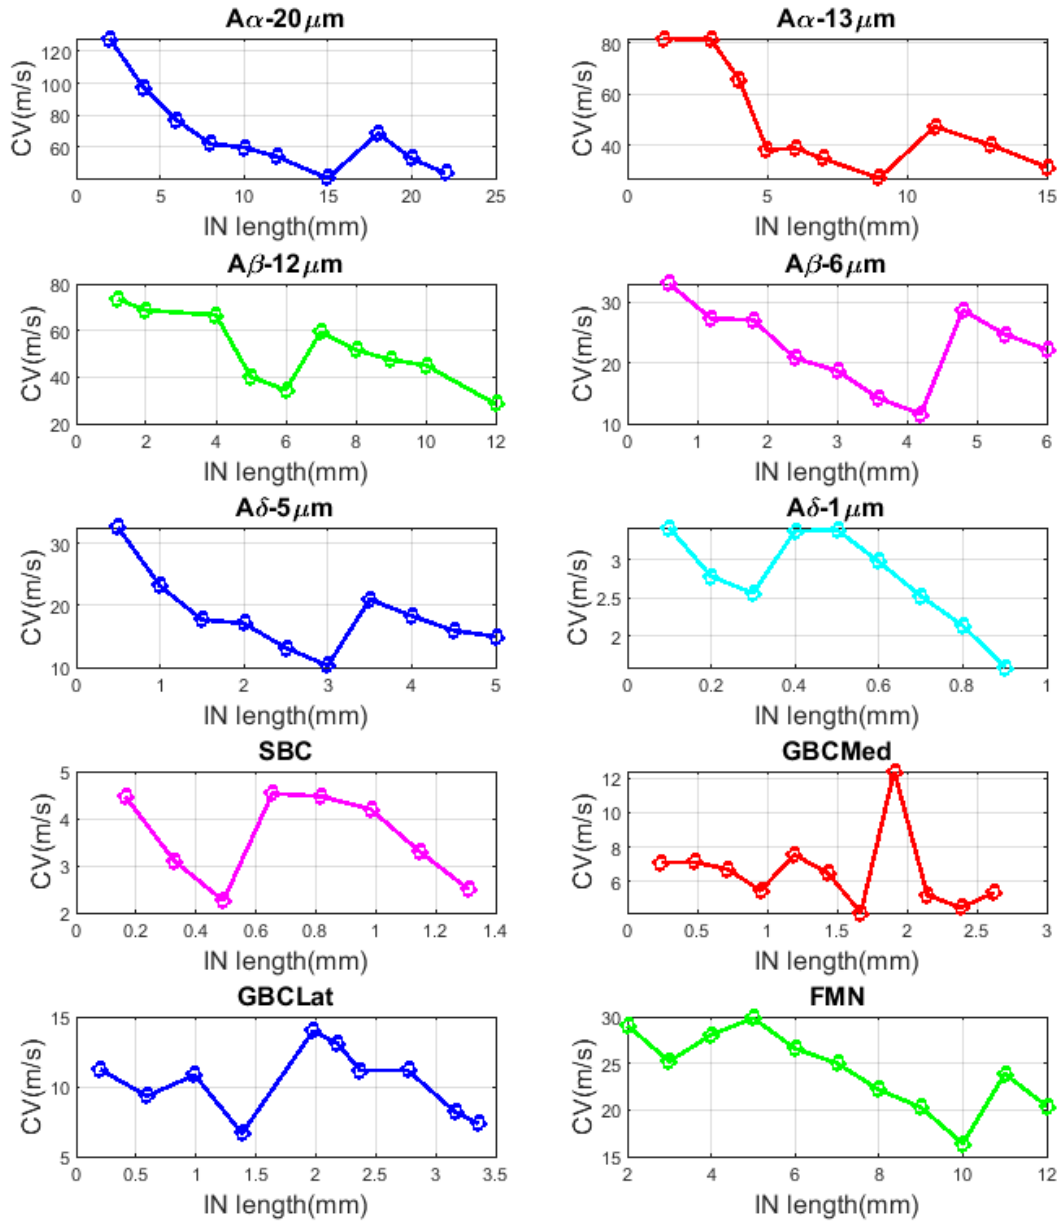 Aα-20μm
CV(m/s)
120
100
80
60
0 5 10 15 20 25
IN length(mm)
Aα-13μm
CV(m/s)
80
60
40
0 5 10 15
IN length(mm)
Aβ-12μm
CV(m/s)
80
60
40
20
0 2 4 6 8 10 12
IN length(mm)
Aβ-6μm
CV(m/s)
30
20
10
0 1 2 3 4 5 6
IN length(mm)
Aδ-5μm
CV(m/s)
30
20
10
0 1 2 3 4 5
IN length(mm)
Aδ-1μm
CV(m/s)
3
2.5
2
0 0.2 0.4 0.6 0.8 1
IN length(mm)
SBC
CV(m/s)
5
4
3
2
0 0.2 0.4 0.6 0.8 1 1.2 1.4
IN length(mm)
GBCMed
CV(m/s)
12
10
8
6
0 0.5 1 1.5 2 2.5 3
IN length(mm)
GBCLat
CV(m/s)
15
10
5
0 0.5 1 1.5 2 2.5 3 3.5
IN length(mm)
FMN
CV(m/s)
30
25
20
15
2 4 6 8 10 12
IN length(mm)